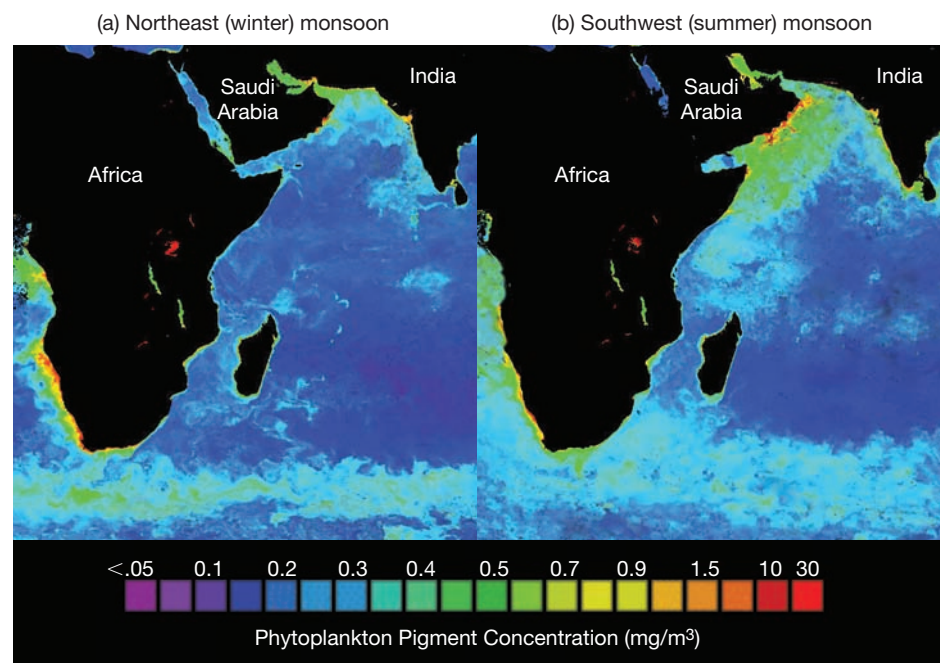 (a) Northeast (winter) monsoon
(b) Southwest (summer) monsoon
Saudi
Arabia
India
Africa
Saudi
Arabia
India
Africa
<.05 0.1 0.2 0.3 0.4 0.5 0.7 0.9 1.5 10 30
Phytoplankton Pigment Concentration (mg/m³)